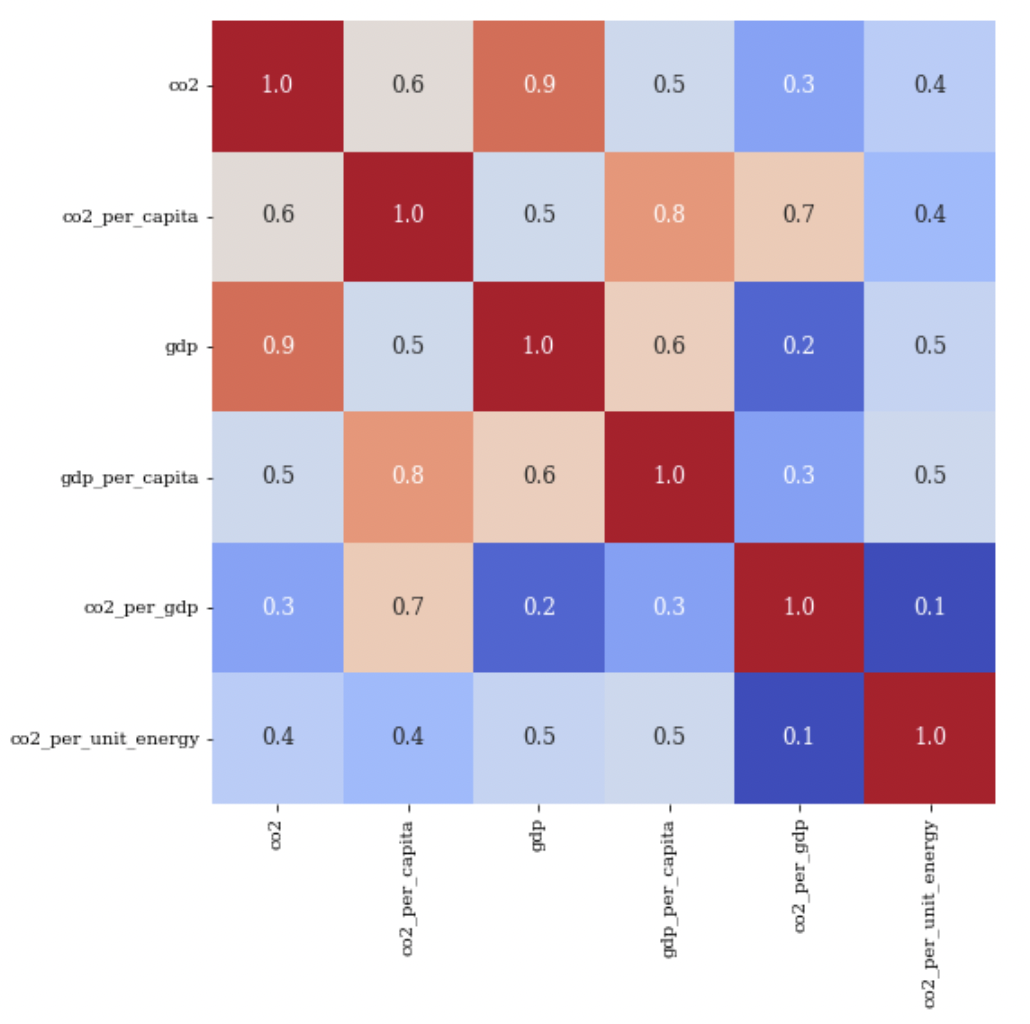 co2 1.0 0.6 0.9 0.5 0.3 0.4
co2_per_capita 0.6 1.0 0.5 0.8 0.7 0.4
gdp 0.9 0.5 1.0 0.6 0.2 0.5
gdp_per_capita 0.5 0.8 0.6 1.0 0.3 0.5
co2_per_gdp 0.3 0.7 0.2 0.3 1.0 0.1
co2_per_unit_energy 0.4 0.4 0.5 0.5 0.1 1.0
co2
co2_per_capita
gdp
gdp_per_capita
co2_per_gdp
co2_per_unit_energy